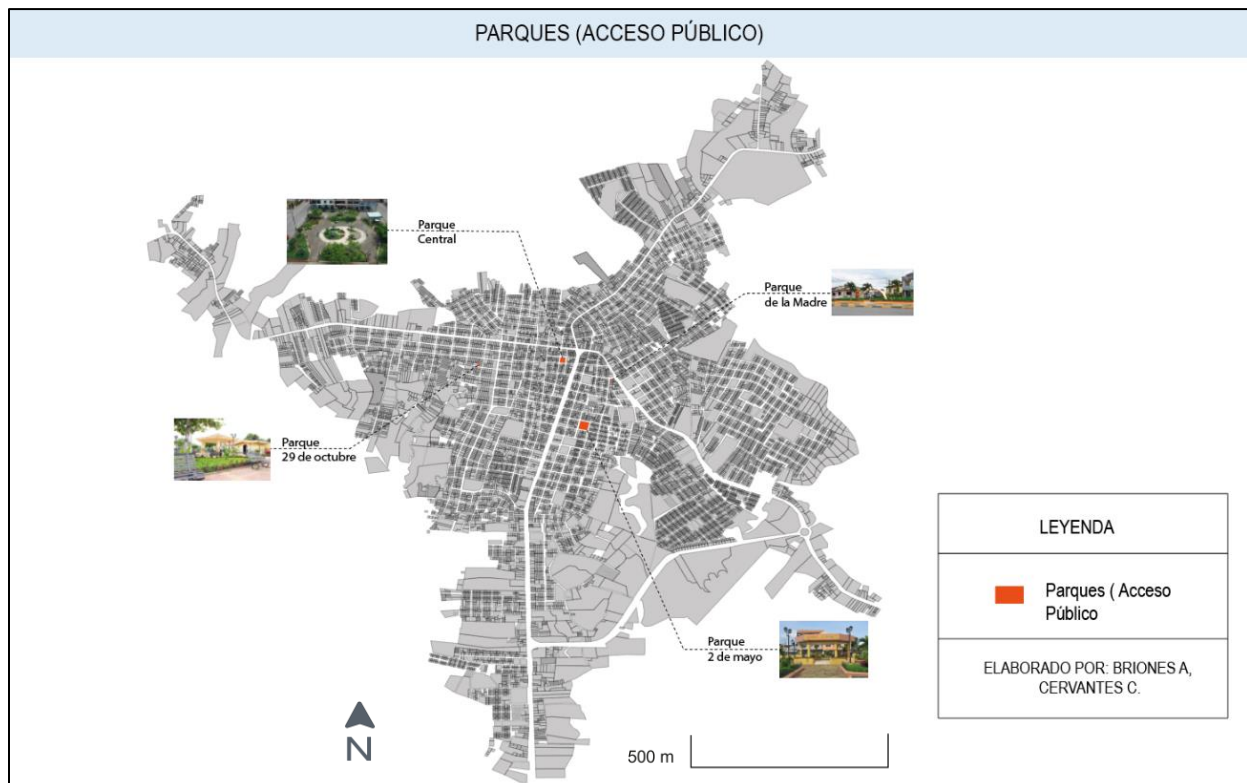 PARQUES (ACCESO PÚBLICO)
Parque
Central
Parque
de la Madre
Parque
29 de octubre
Parque
2 de mayo
LEYENDA
Parques ( Acceso
Público
ELABORADO POR: BRIONES A,
CERVANTES C.
N
500 m